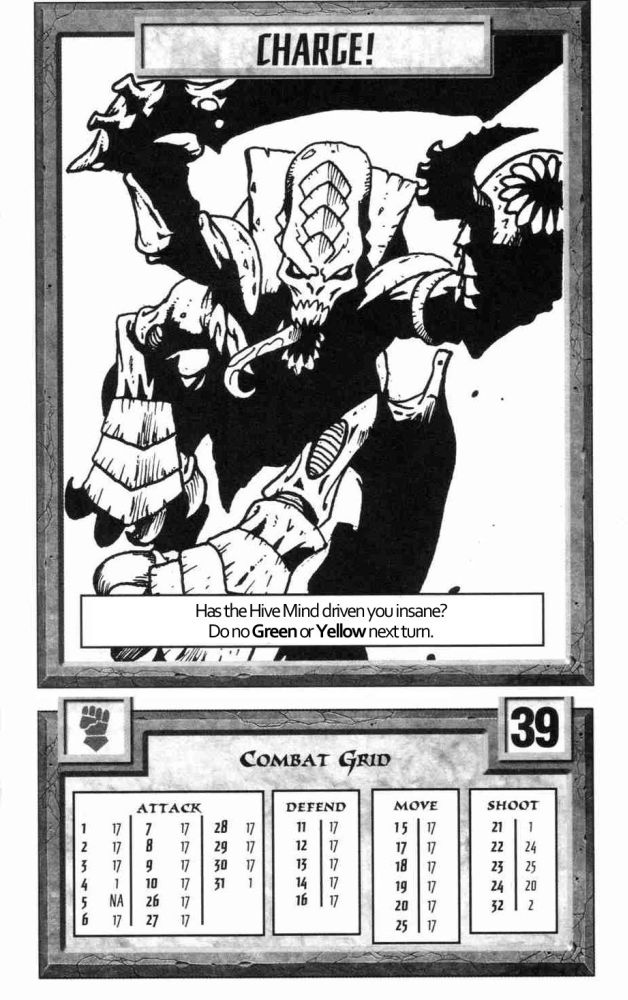 CHARGE!
Has the Hive Mind driven you insane?
Do no Green or Yellow next turn.
39
COMBAT GRID
ATTACK DEFEND MOVE SHOOT
1 17 7 17 28 17 11 17 15 17 21 1
2 17 8 17 29 17 12 17 17 17 22 24
3 17 9 17 30 17 13 17 18 17 23 25
4 1 10 17 31 1 14 17 19 17 24 20
5 NA 26 17 16 17 20 17 32 2
6 17 27 17 25 17